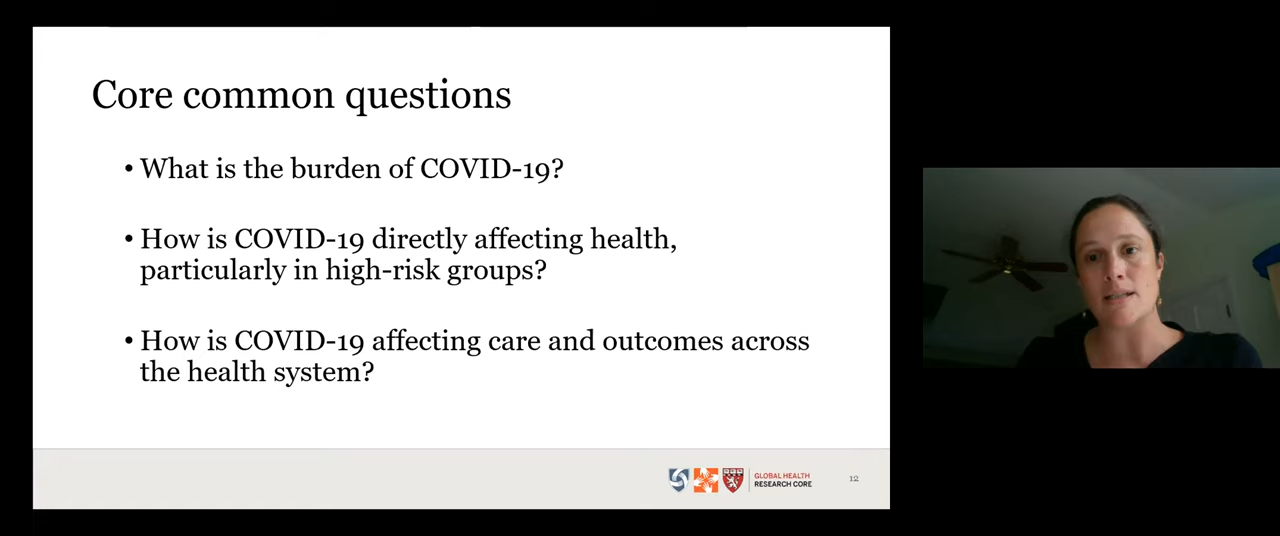 Core common questions
• What is the burden of COVID-19?
• How is COVID-19 directly affecting health,
particularly in high-risk groups?
• How is COVID-19 affecting care and outcomes across
the health system?
GLOBAL HEALTH
RESEARCH CORE
12